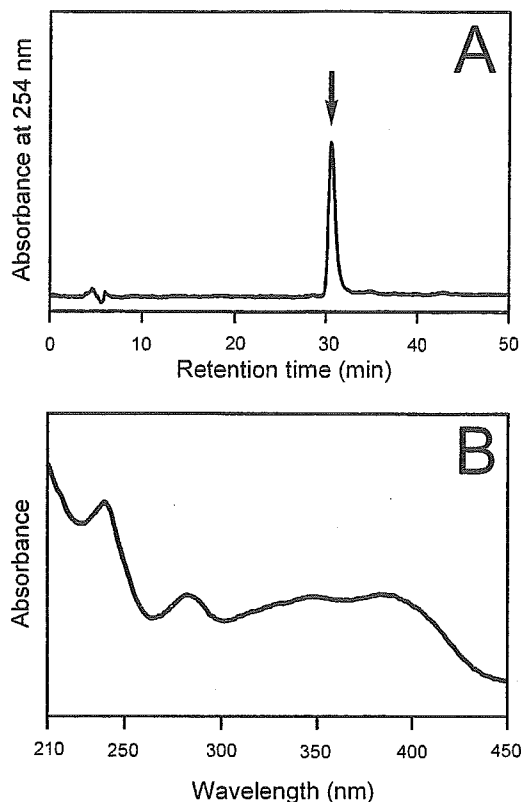 A
Absorbance at 254 nm
0 10 20 30 40 50
Retention time (min)
B
Absorbance
210 250 300 350 400 450
Wavelength (nm)